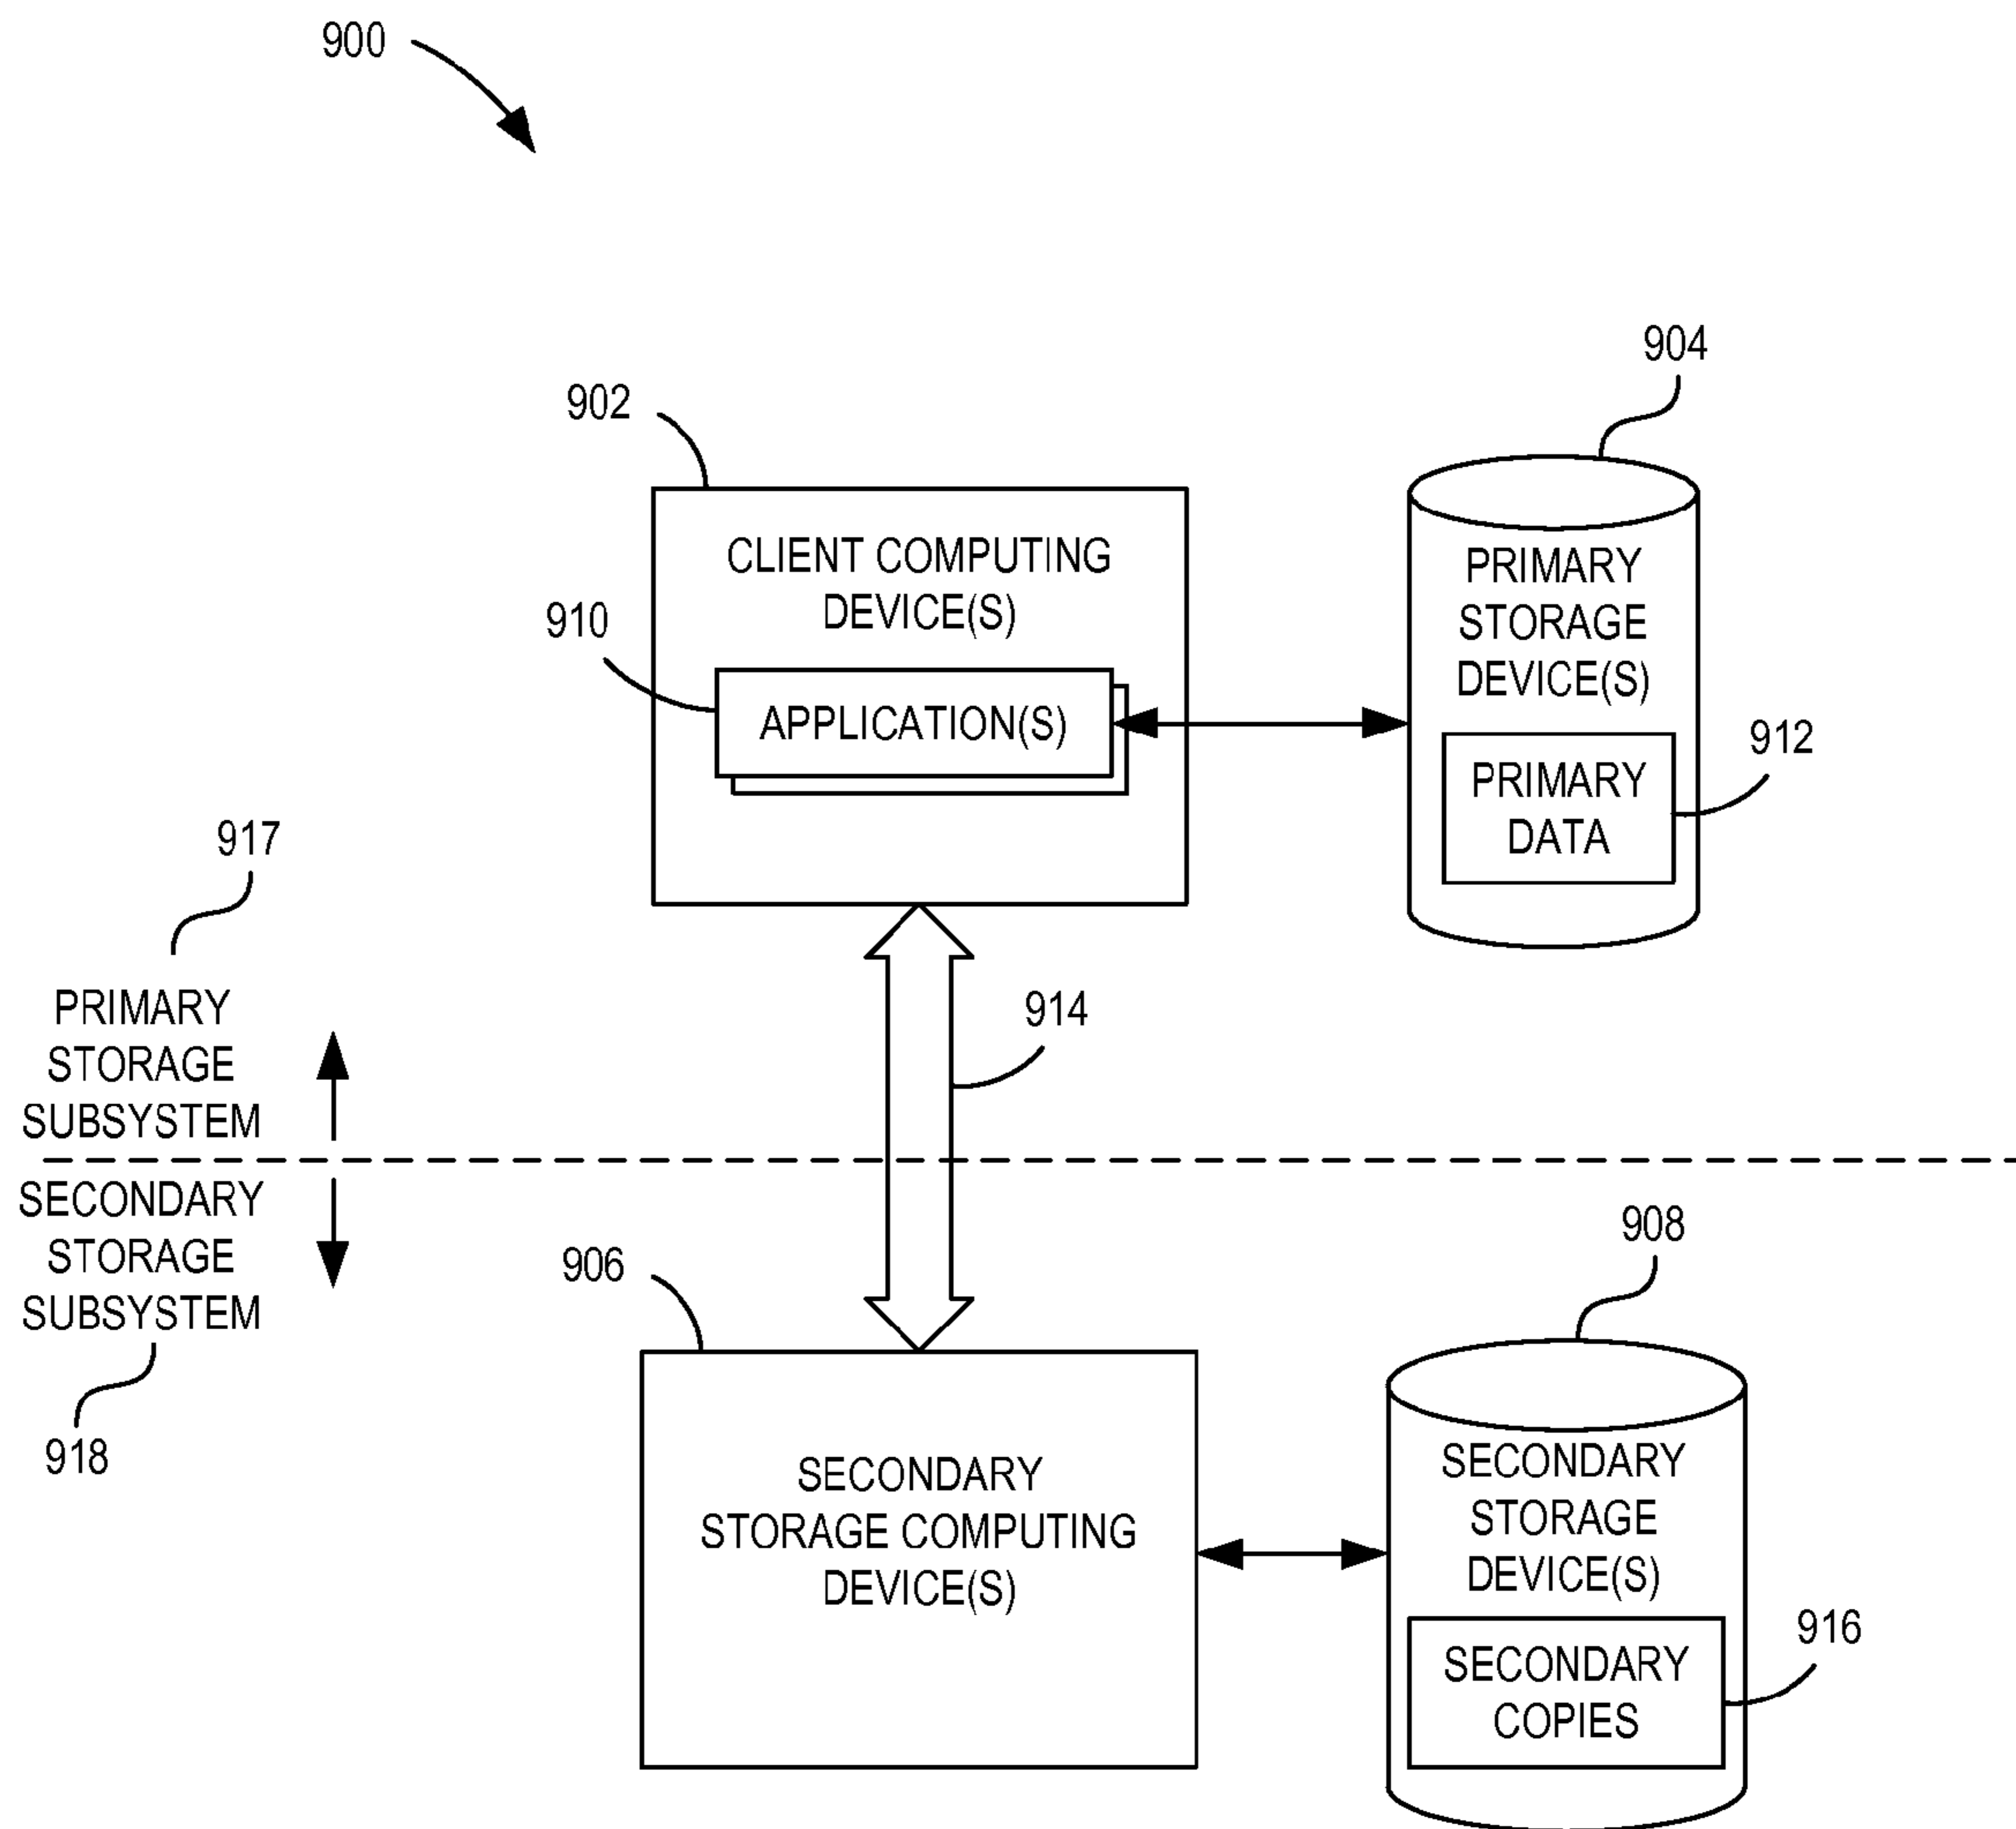 900
904
902
CLIENT COMPUTING
DEVICE(S)
PRIMARY
STORAGE
DEVICE(S)
910
APPLICATION(S)
912
PRIMARY
DATA
917
PRIMARY
STORAGE
SUBSYSTEM
914
SECONDARY
STORAGE
SUBSYSTEM
918
906
908
SECONDARY
STORAGE COMPUTING
DEVICE(S)
SECONDARY
STORAGE
DEVICE(S)
916
SECONDARY
COPIES